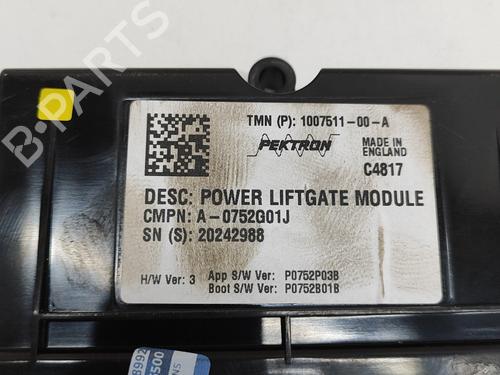 B-PARTS
TMN (P): 1007511-00-A
PEKTRON
MADE IN
ENGLAND
C4817
DESC: POWER LIFTGATE MODULE
CMPN: A-0752G01J
SN (S): 20242988
H/W Ver: 3 App S/W Ver: P0752P03B
Boot S/W Ver: P0752B01B